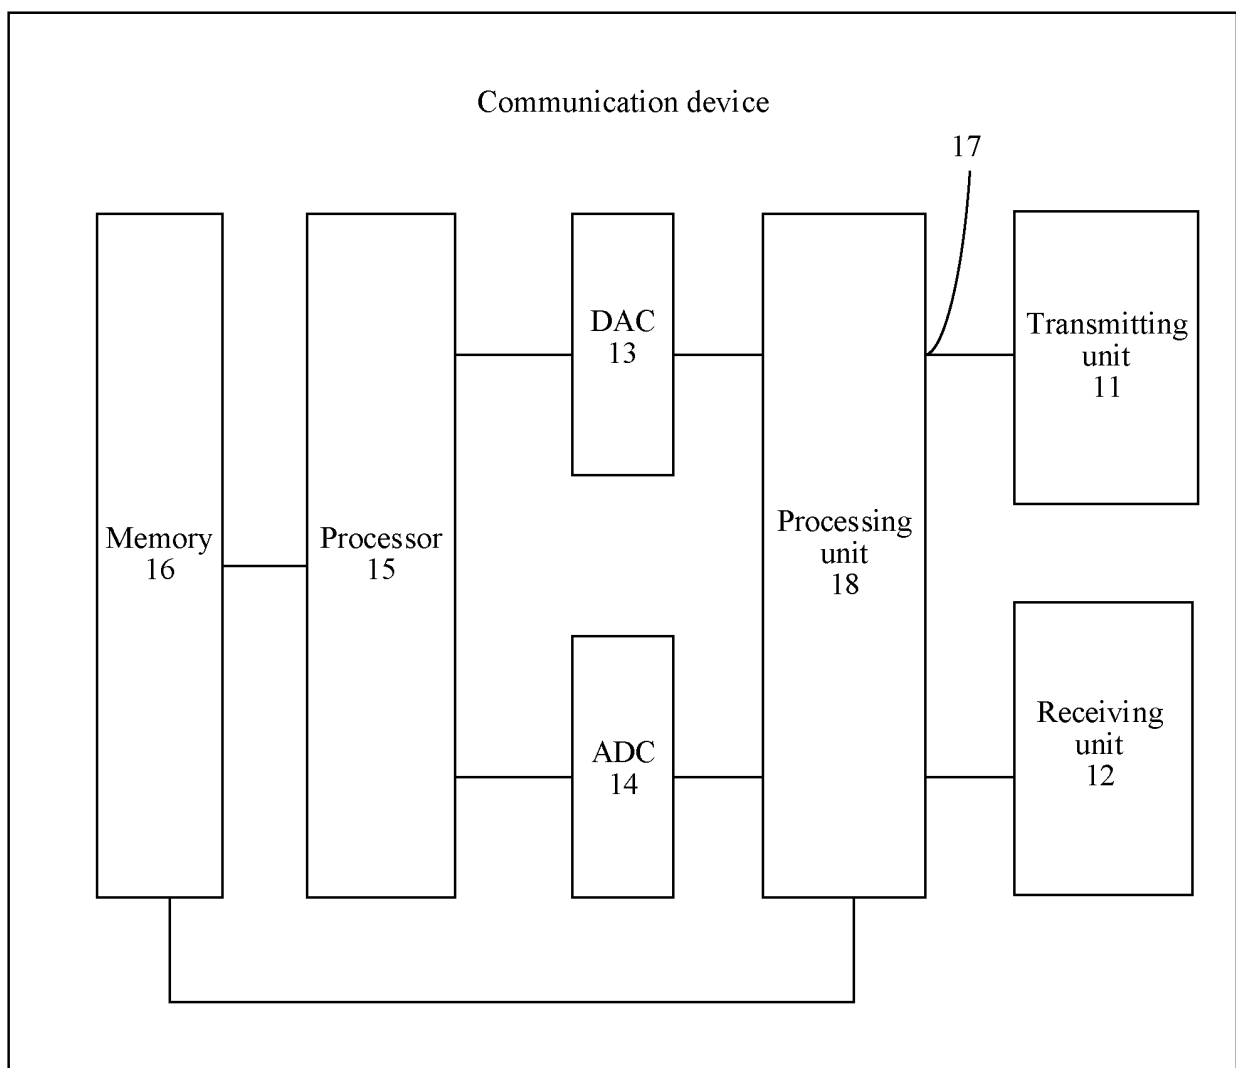 Communication device
17
DAC
13
Transmitting
unit
11
Memory
16
Processor
15
Processing
unit
18
ADC
14
Receiving
unit
12